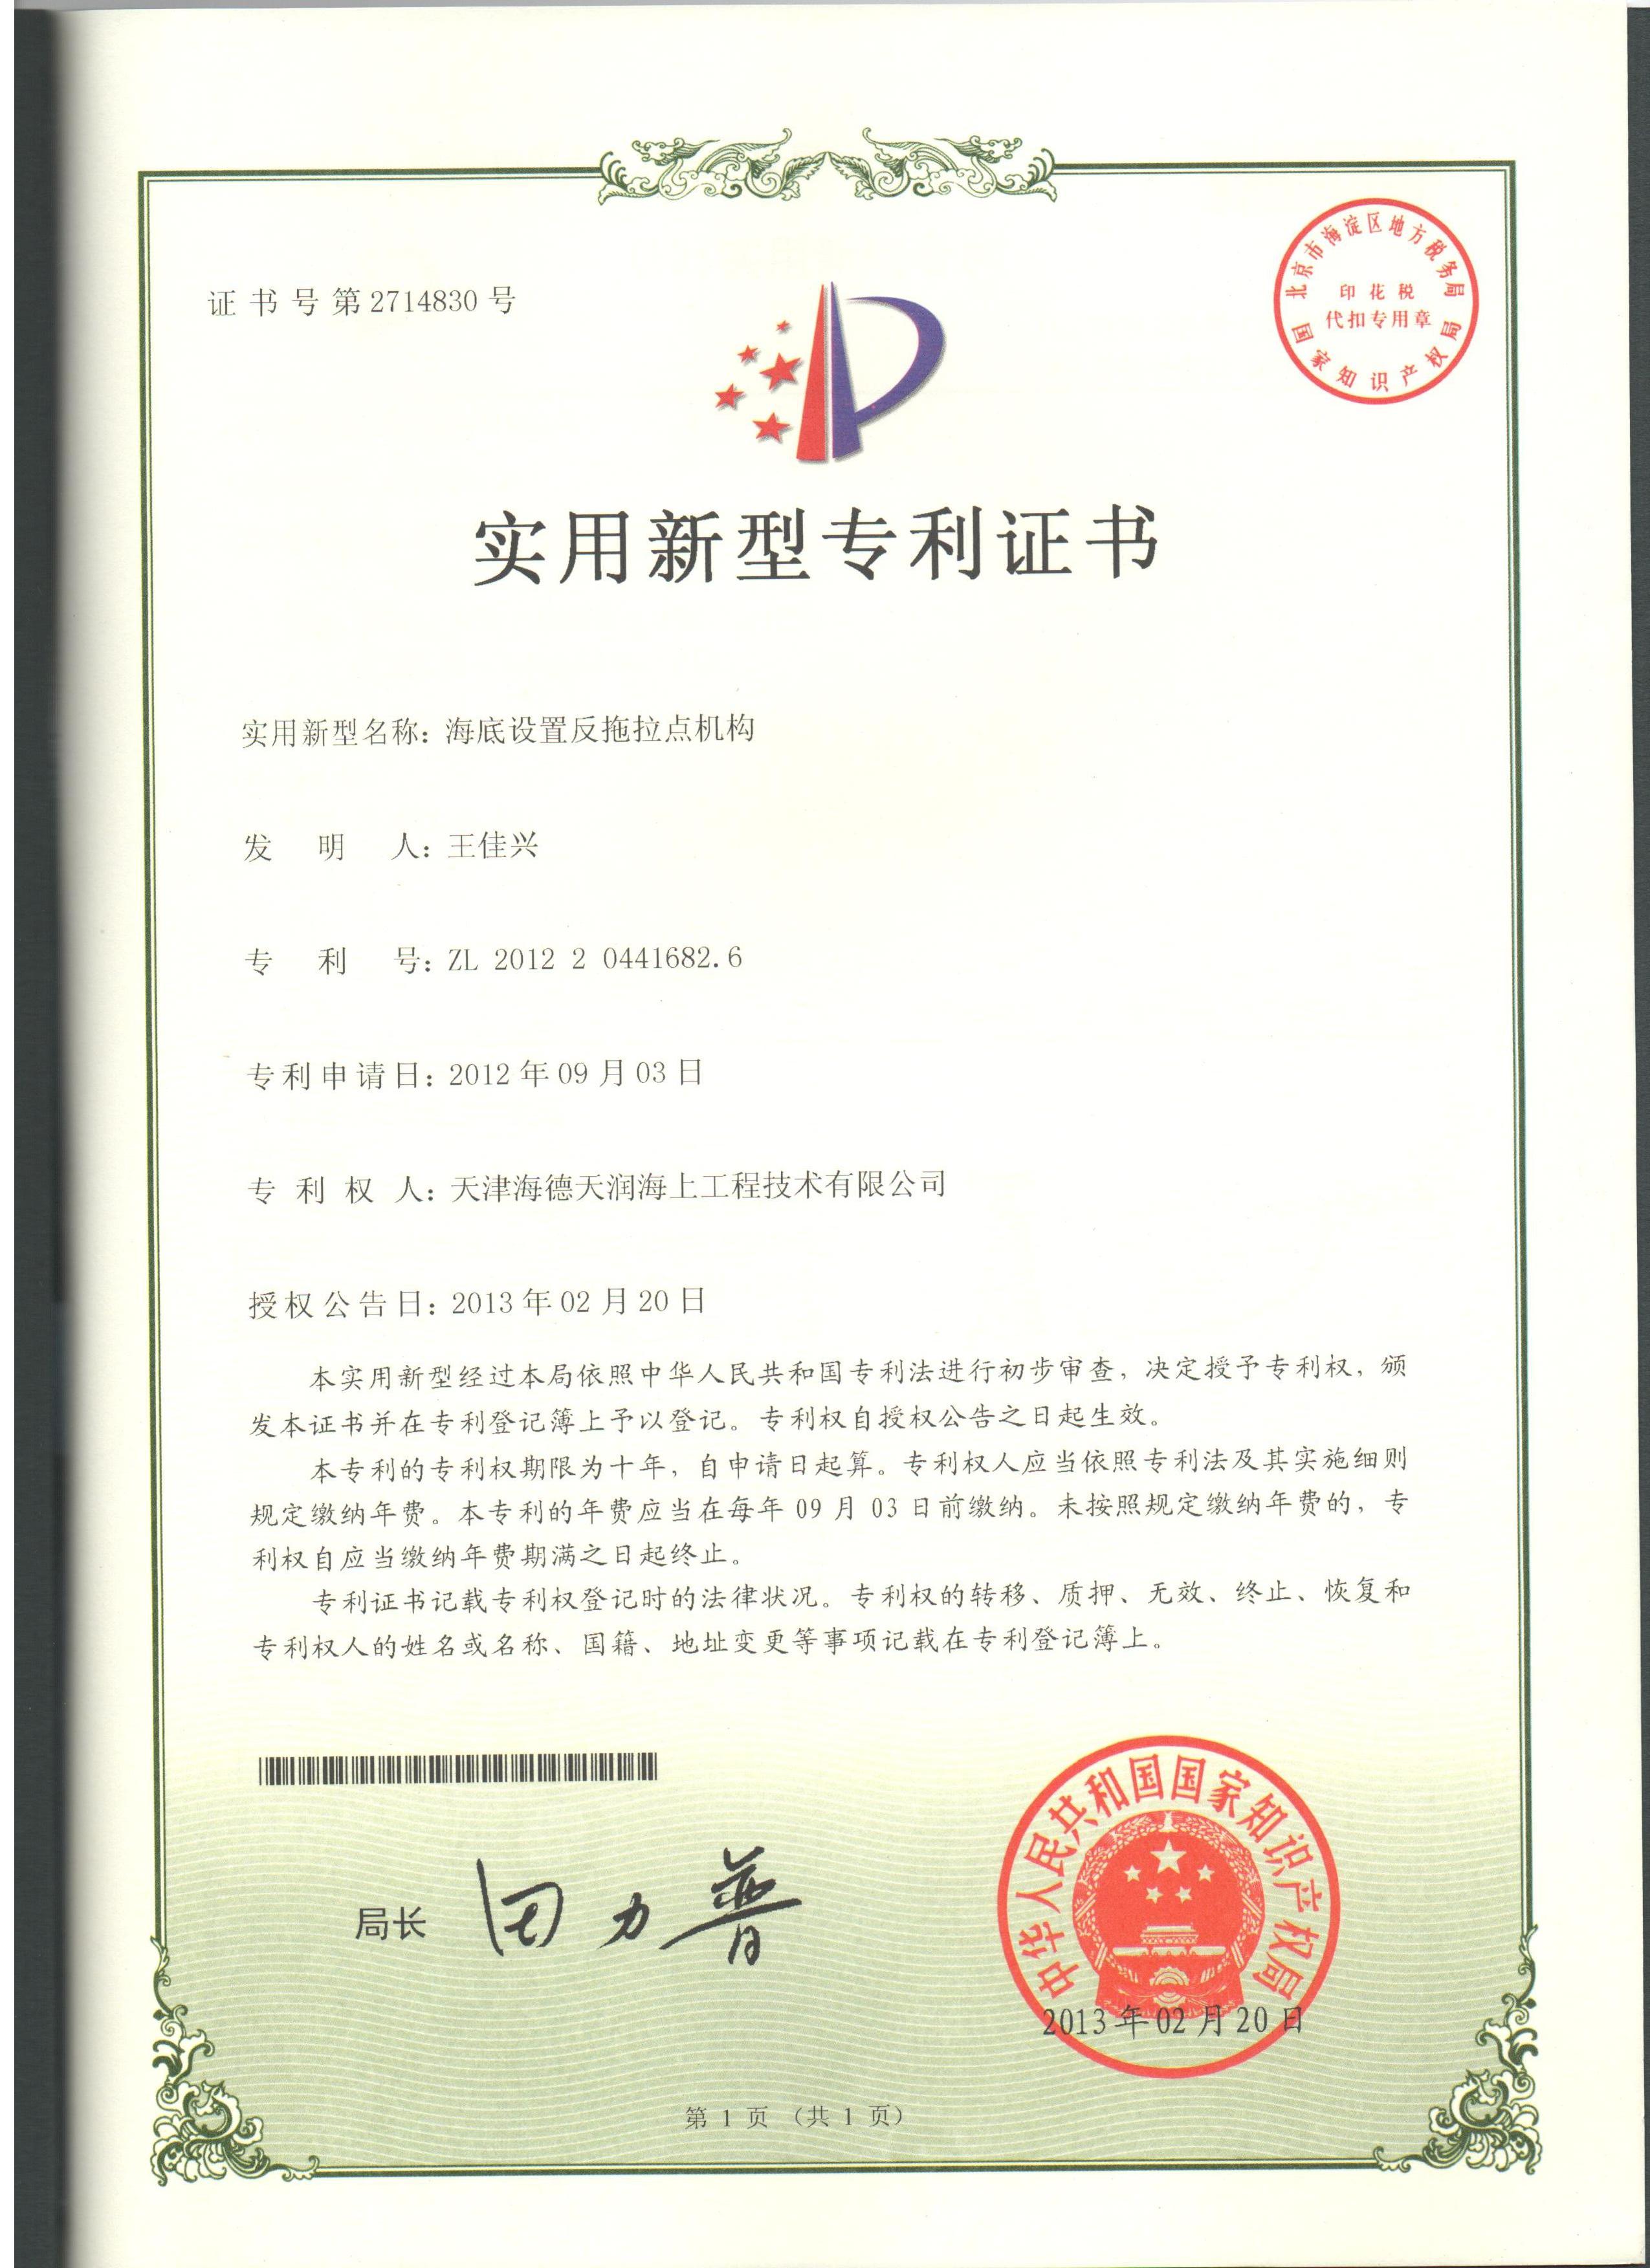 证书号第2714830号
北京市海淀区地方税务局
印花税
代扣专用章
国家知识产权局
实用新型专利证书
实用新型名称：海底设置反拖拉点机构
发明人：王佳兴
专利号：ZL 2012 2 0441682.6
专利申请日：2012年09月03日
专利权人：天津海德天润海上工程技术有限公司
授权公告日：2013年02月20日
本实用新型经过本局依照中华人民共和国专利法进行初步审查，决定授予专利权，颁
发本证书并在专利登记簿上予以登记。专利权自授权公告之日起生效。
本专利的专利权期限为十年，自申请日起算。专利权人应当依照专利法及其实施细则
规定缴纳年费。本专利的年费应当在每年 09 月 03 日前缴纳。未按照规定缴纳年费的，专
利权自应当缴纳年费期满之日起终止。
专利证书记载专利权登记时的法律状况。专利权的转移、质押、无效、终止、恢复和
专利权人的姓名或名称、国籍、地址变更等事项记载在专利登记簿上。
局长 田力普
中华人民共和国国家知识产权局
2013年02月20日
第 1 页 （共 1 页）